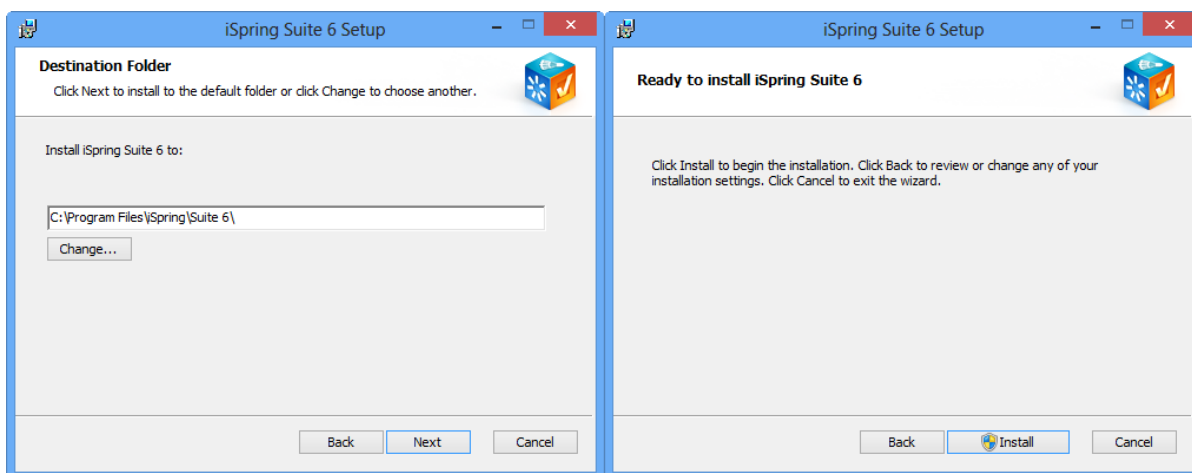 iSpring Suite 6 Setup
Destination Folder
Click Next to install to the default folder or click Change to choose another.
Install iSpring Suite 6 to:
C:\Program Files\iSpring\Suite 6\
Change...
Back Next Cancel
iSpring Suite 6 Setup
Ready to install iSpring Suite 6
Click Install to begin the installation. Click Back to review or change any of your
installation settings. Click Cancel to exit the wizard.
Back Install Cancel